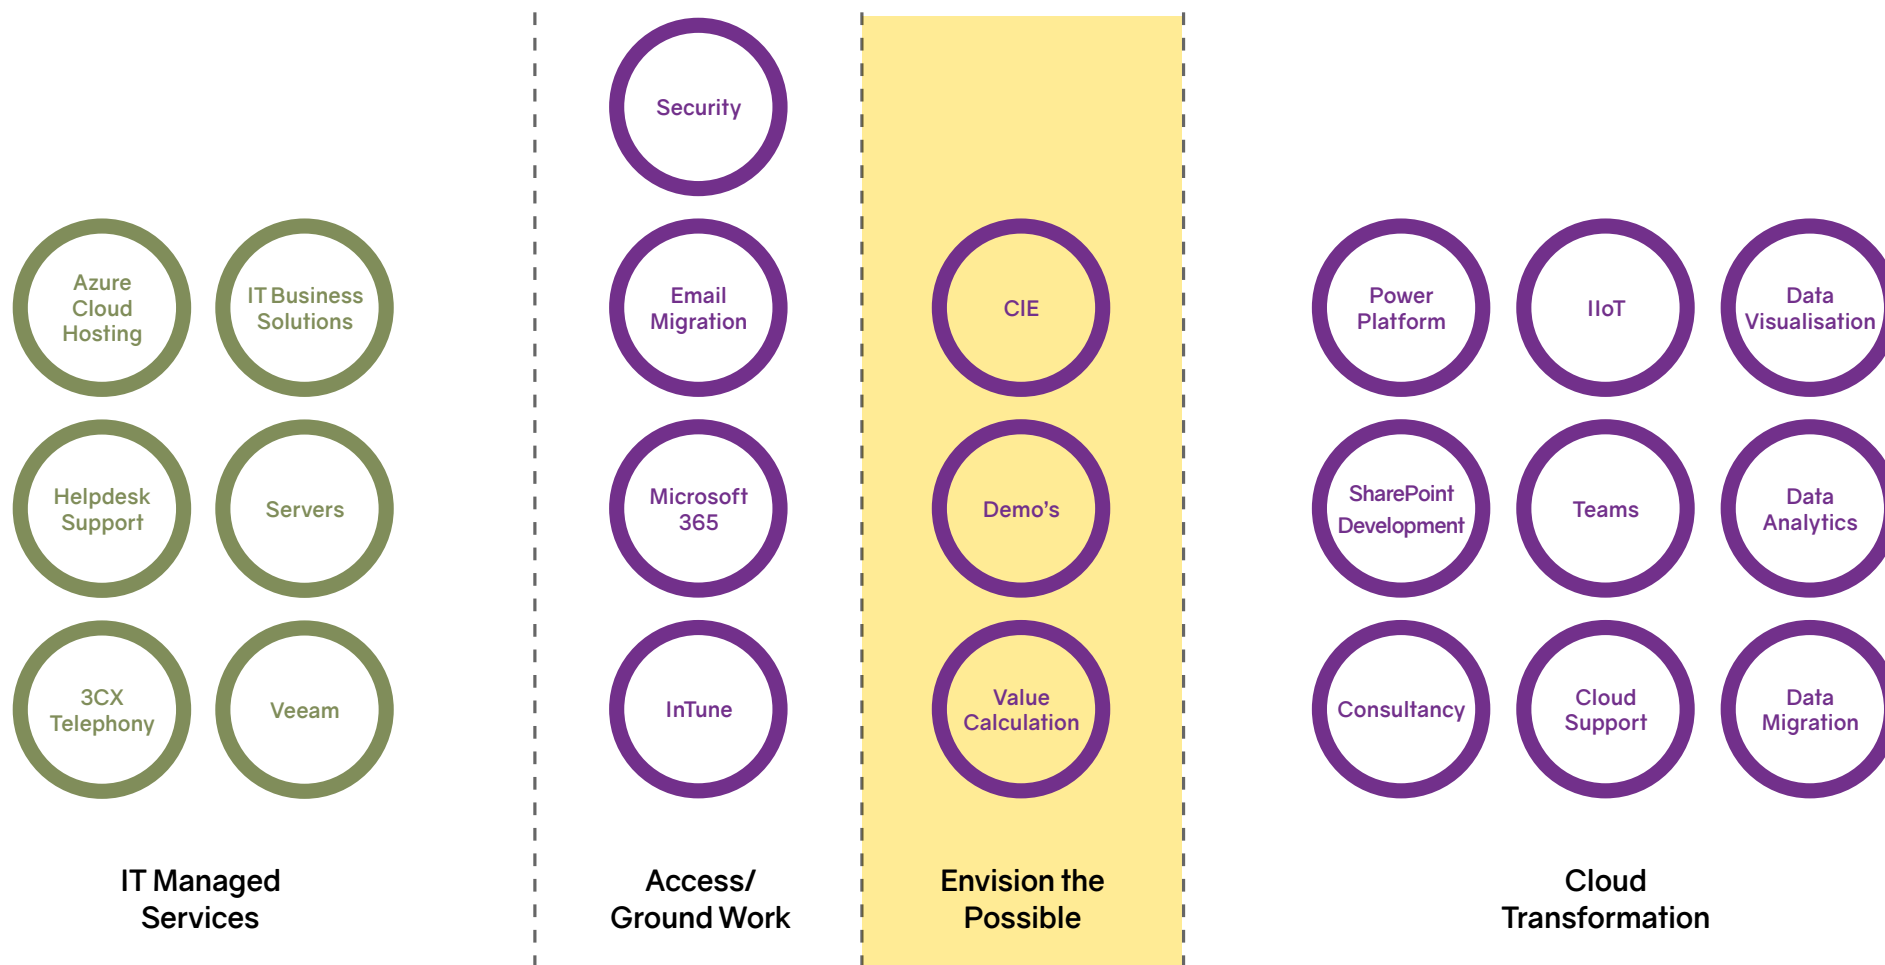 Azure
Cloud
Hosting
IT Business
Solutions
Helpdesk
Support
Servers
3CX
Telephony
Veeam
IT Managed
Services
Security
Email
Migration
Microsoft
365
InTune
Access/
Ground Work
CIE
Demo’s
Value
Calculation
Envision the
Possible
Power
Platform
IIoT
Data
Visualisation
SharePoint
Development
Teams
Data
Analytics
Consultancy
Cloud
Support
Data
Migration
Cloud
Transformation